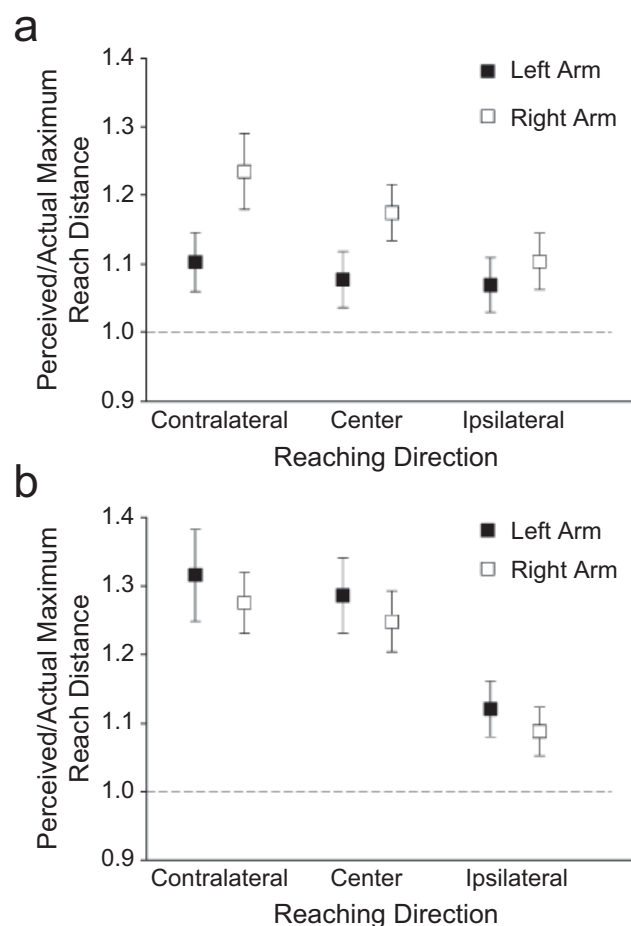 a
Perceived/Actual Maximum
Reach Distance
1.4
1.3
1.2
1.1
1.0
0.9
Left Arm
Right Arm
Contralateral Center Ipsilateral
Reaching Direction
b
Perceived/Actual Maximum
Reach Distance
1.4
1.3
1.2
1.1
1.0
0.9
Left Arm
Right Arm
Contralateral Center Ipsilateral
Reaching Direction